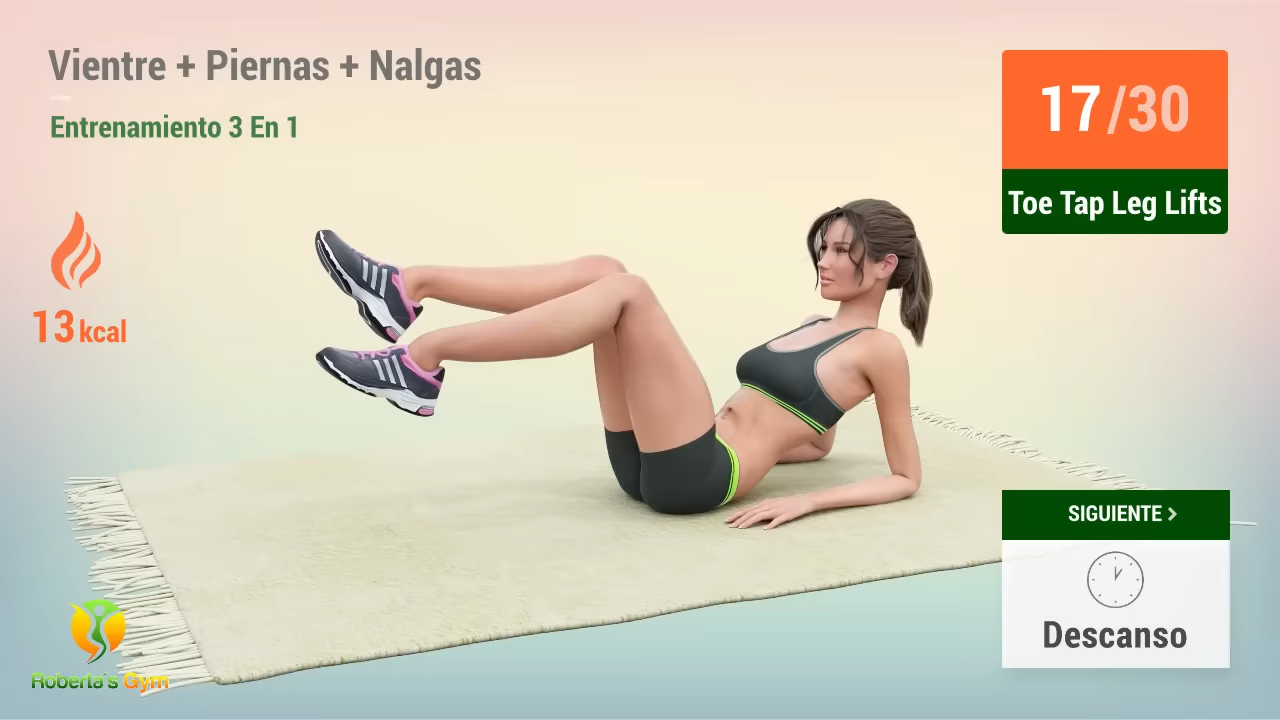 Vientre + Piernas + Nalgas
Entrenamiento 3 En 1
17/30
Toe Tap Leg Lifts
13 kcal
SIGUIENTE >
Descanso
Roberta's Gym